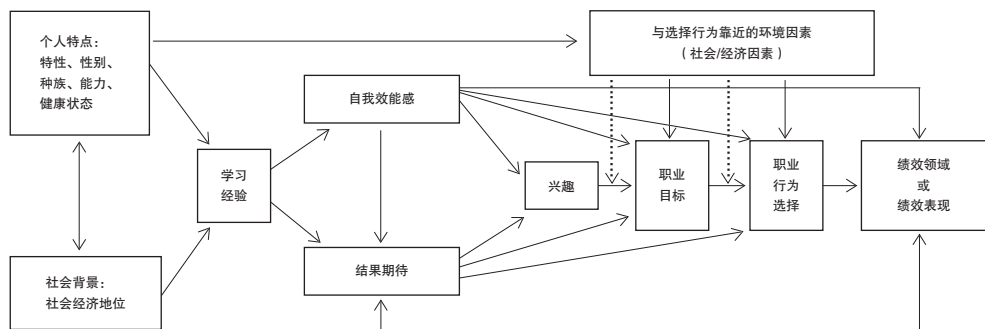 个人特点：
特性、性别、
种族、能力、
健康状态
与选择行为靠近的环境因素
（社会/经济因素）
自我效能感
学习
经验
兴趣
职业
目标
职业
行为
选择
绩效领域
或
绩效表现
社会背景：
社会经济地位
结果期待